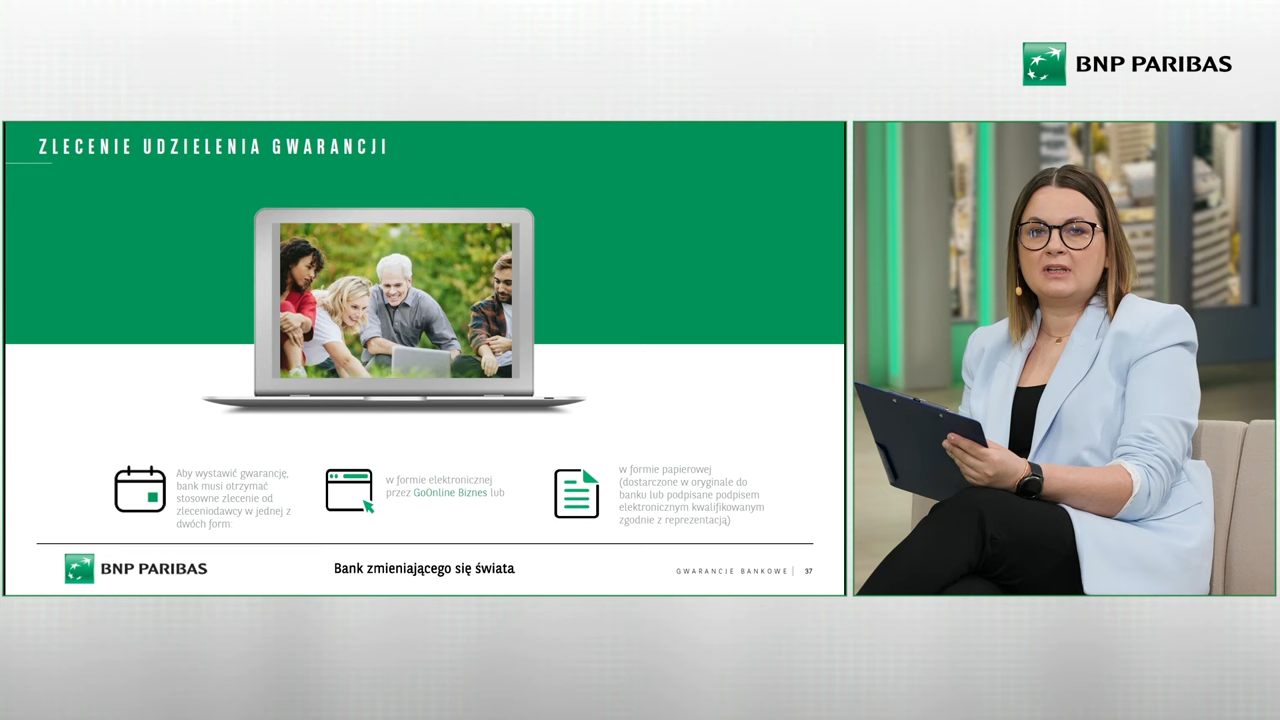 BNP PARIBAS
ZLECENIE UDZIELENIA GWARANCJI
Aby wystawić gwarancję,
bank musi otrzymać
stosowne zlecenie od
zleceniodawcy w jednej z
dwóch form:
w formie elektronicznej
przez GoOnline Biznes lub
w formie papierowej
(dostarczone w oryginale do
banku lub podpisane podpisem
elektronicznym kwalifikowanym
zgodnie z reprezentacją)
BNP PARIBAS
Bank zmieniającego się świata
GWARANCJE BANKOWE | 37